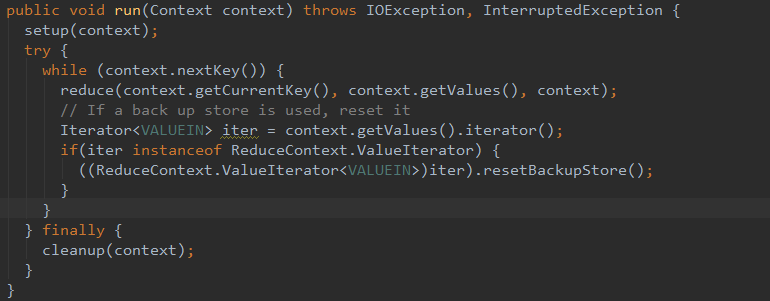 public void run(Context context) throws IOException, InterruptedException {
  setup(context);
  try {
    while (context.nextKey()) {
      reduce(context.getCurrentKey(), context.getValues(), context);
      // If a back up store is used, reset it
      Iterator<VALUEIN> iter = context.getValues().iterator();
      if(iter instanceof ReduceContext.ValueIterator) {
        ((ReduceContext.ValueIterator<VALUEIN>)iter).resetBackupStore();
      }
    }
  } finally {
    cleanup(context);
  }
}